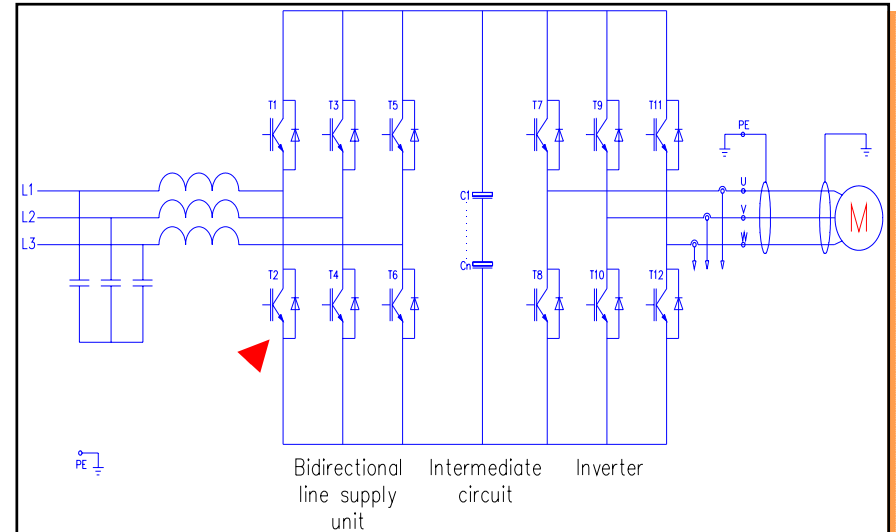 T1 T3 T5 T7 T9 T11
PE
L1
L2
L3
C1
U
V
W
M
Cn
T2 T4 T6 T8 T10 T12
PE
Bidirectional
line supply
unit
Intermediate
circuit
Inverter